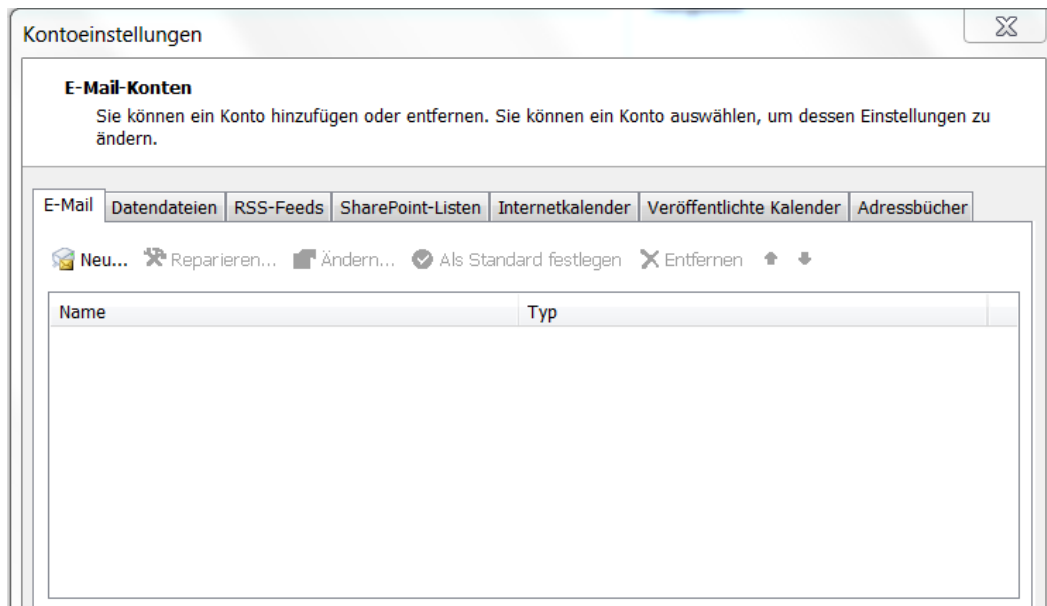 Kontoeinstellungen
E-Mail-Konten
Sie können ein Konto hinzufügen oder entfernen. Sie können ein Konto auswählen, um dessen Einstellungen zu
ändern.
E-Mail Datendateien RSS-Feeds SharePoint-Listen Internetkalender Veröffentlichte Kalender Adressbücher
Neu... Reparieren... Ändern... Als Standard festlegen Entfernen
Name Typ